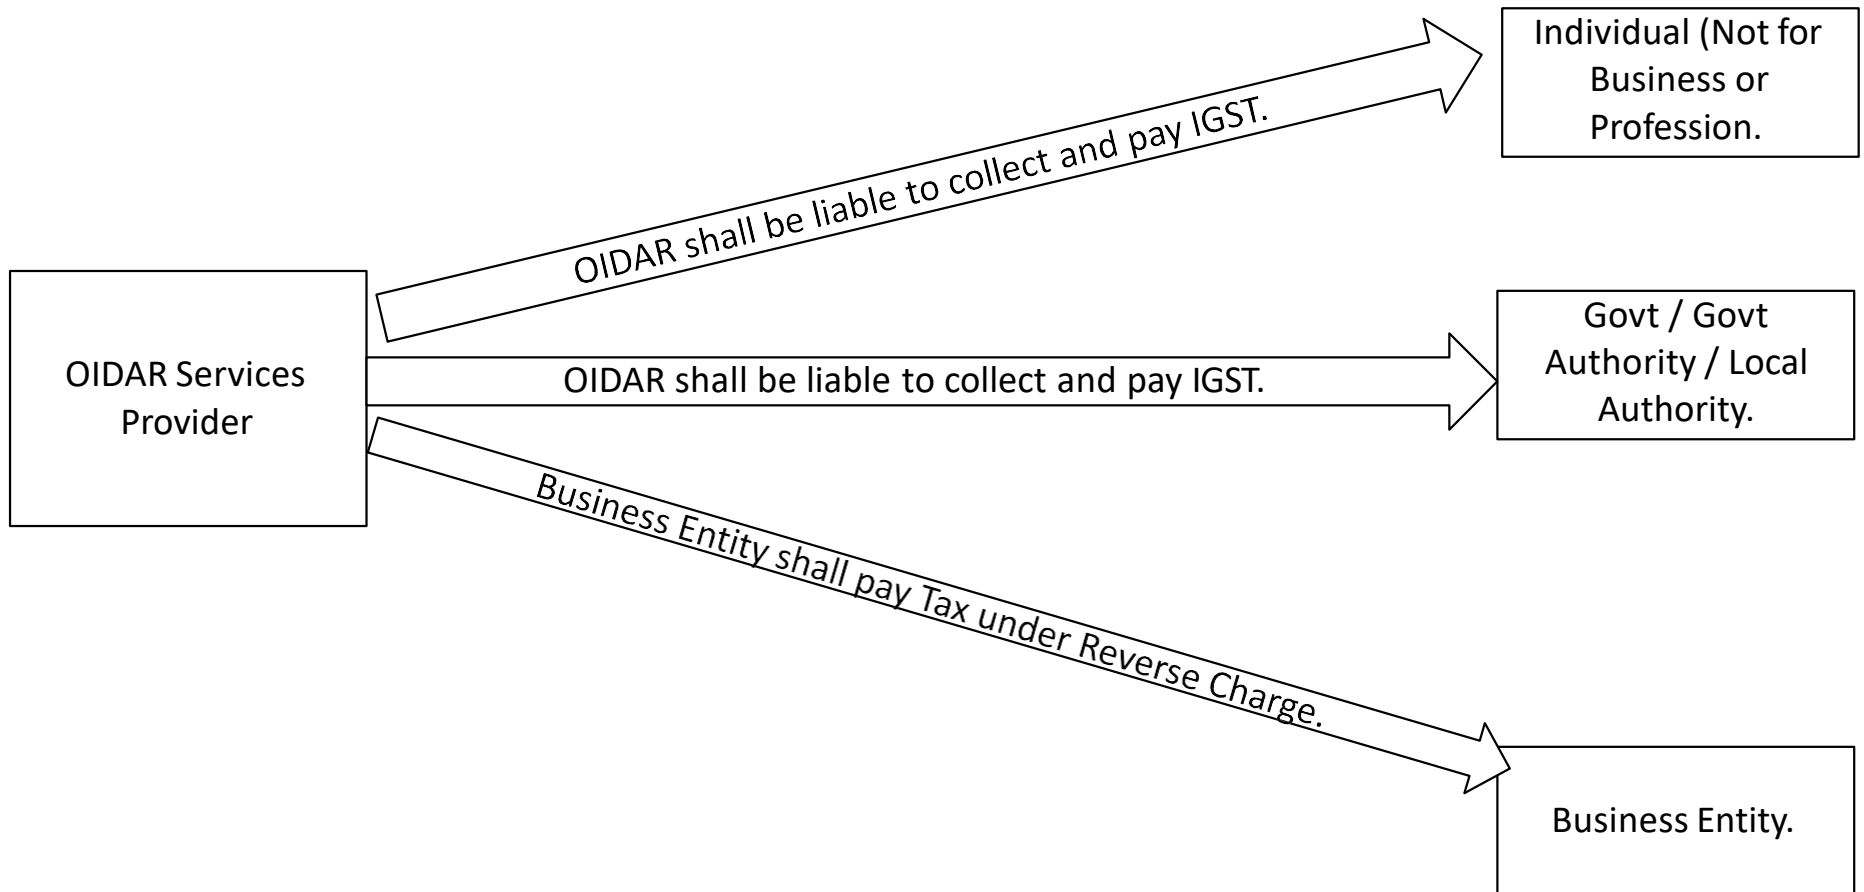 Individual (Not for
Business or
Profession.
OIDAR shall be liable to collect and pay IGST.
OIDAR Services
Provider
OIDAR shall be liable to collect and pay IGST.
Govt / Govt
Authority / Local
Authority.
Business Entity shall pay Tax under Reverse Charge.
Business Entity.